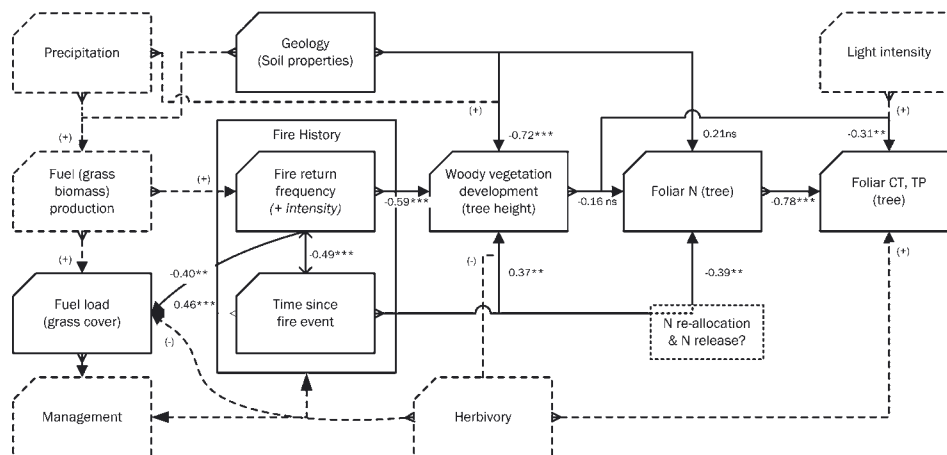 Precipitation
Geology
(Soil properties)
Light intensity
(+)
(+)
(+)
-0.72***
0.21ns
-0.31**
Fire History
Fuel (grass
biomass)
production
(+)
Fire return
frequency
(+ intensity)
-0.59***
Woody vegetation
development
(tree height)
-0.16 ns
Foliar N (tree)
-0.78***
Foliar CT, TP
(tree)
(+)
-0.40**
-0.49***
(-)
0.37**
-0.39**
(+)
Fuel load
(grass cover)
0.46***
(-)
Time since
fire event
N re-allocation
& N release?
Management
Herbivory